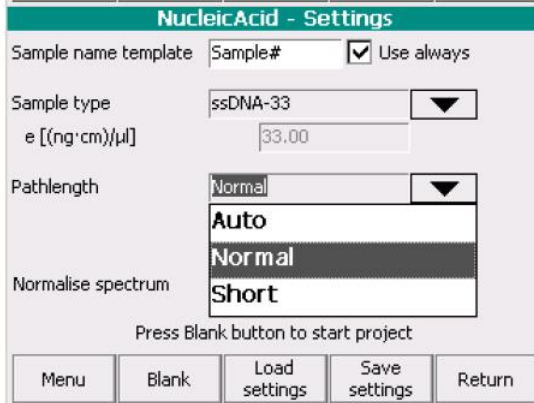 NucleicAcid - Settings
Sample name template Sample# Use always
Sample type ssDNA-33
e [(ng·cm)/µl] 33.00
Pathlength Normal
Auto
Normal
Normalise spectrum
Short
Press Blank button to start project
Menu Blank Load settings Save settings Return